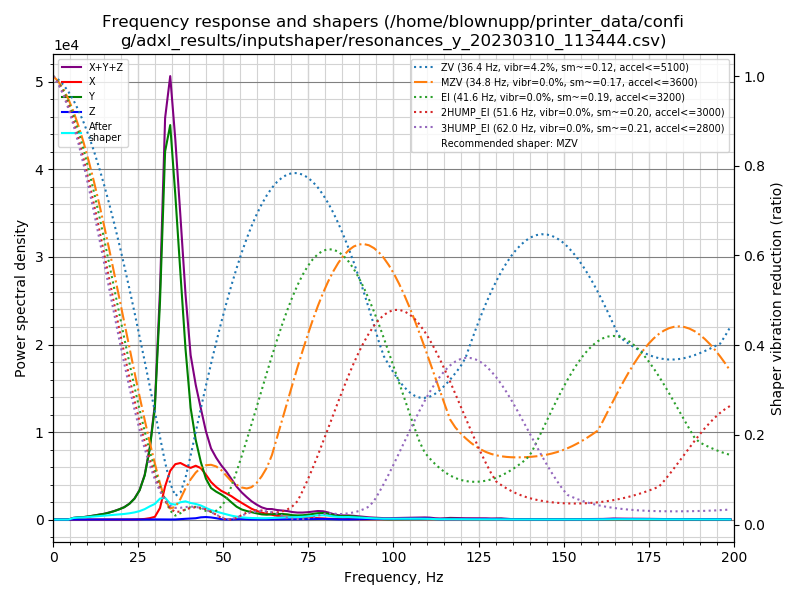 Frequency response and shapers (/home/blownupp/printer_data/confi
g/adxl_results/inputshaper/resonances_y_20230310_113444.csv)
1e4
X+Y+Z
X
Y
Z
After
shaper
ZV (36.4 Hz, vibr=4.2%, sm~=0.12, accel<=5100)
MZV (34.8 Hz, vibr=0.0%, sm~=0.17, accel<=3600)
EI (41.6 Hz, vibr=0.0%, sm~=0.19, accel<=3200)
2HUMP_EI (51.6 Hz, vibr=0.0%, sm~=0.20, accel<=3000)
3HUMP_EI (62.0 Hz, vibr=0.0%, sm~=0.21, accel<=2800)
Recommended shaper: MZV
Power spectral density
5
4
3
2
1
0
Shaper vibration reduction (ratio)
1.0
0.8
0.6
0.4
0.2
0.0
0 25 50 75 100 125 150 175 200
Frequency, Hz